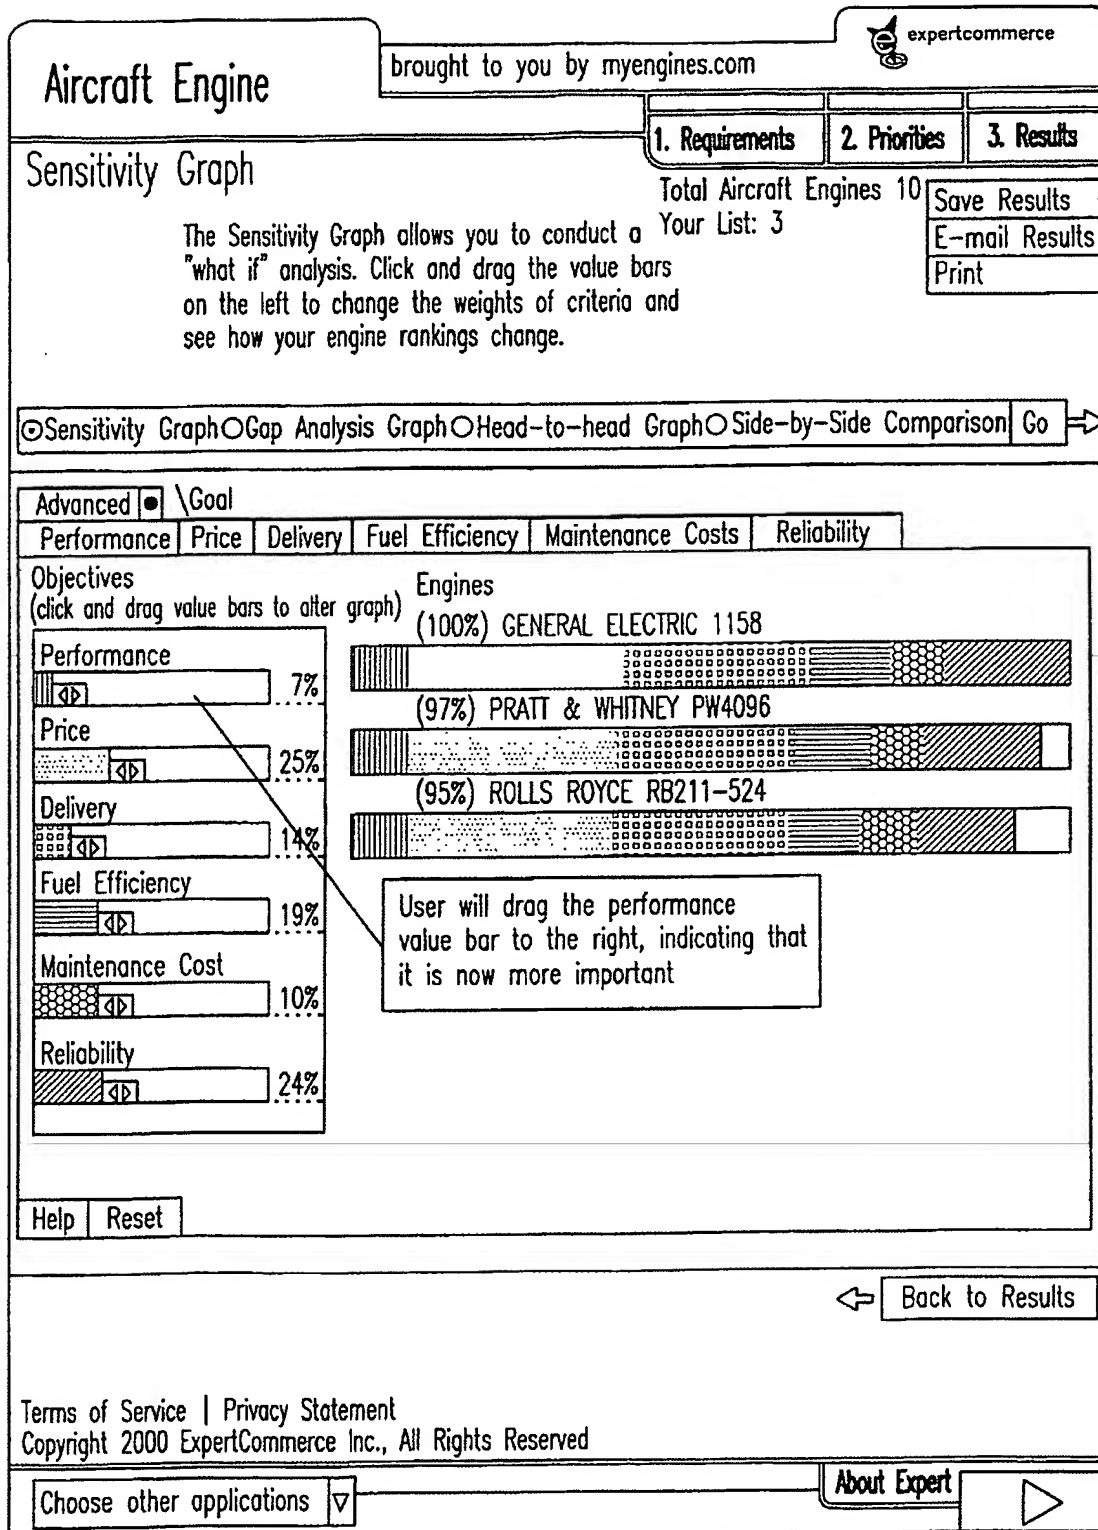 expertcommerce
Aircraft Engine
brought to you by myengines.com
1. Requirements
2. Priorities
3. Results
Sensitivity Graph
Total Aircraft Engines 10
Your List: 3
Save Results
E-mail Results
Print
The Sensitivity Graph allows you to conduct a
"what if" analysis. Click and drag the value bars
on the left to change the weights of criteria and
see how your engine rankings change.
Sensitivity Graph Gap Analysis Graph Head-to-head Graph Side-by-Side Comparison Go
Advanced \Goal
Performance Price Delivery Fuel Efficiency Maintenance Costs Reliability
Objectives
(click and drag value bars to alter graph)
Performance
7%
Price
25%
Delivery
14%
Fuel Efficiency
19%
Maintenance Cost
10%
Reliability
24%
Engines
(100%) GENERAL ELECTRIC 1158
(97%) PRATT & WHITNEY PW4096
(95%) ROLLS ROYCE RB211-524
User will drag the performance
value bar to the right, indicating that
it is now more important
Help Reset
Back to Results
Terms of Service | Privacy Statement
Copyright 2000 ExpertCommerce Inc., All Rights Reserved
Choose other applications
About Expert